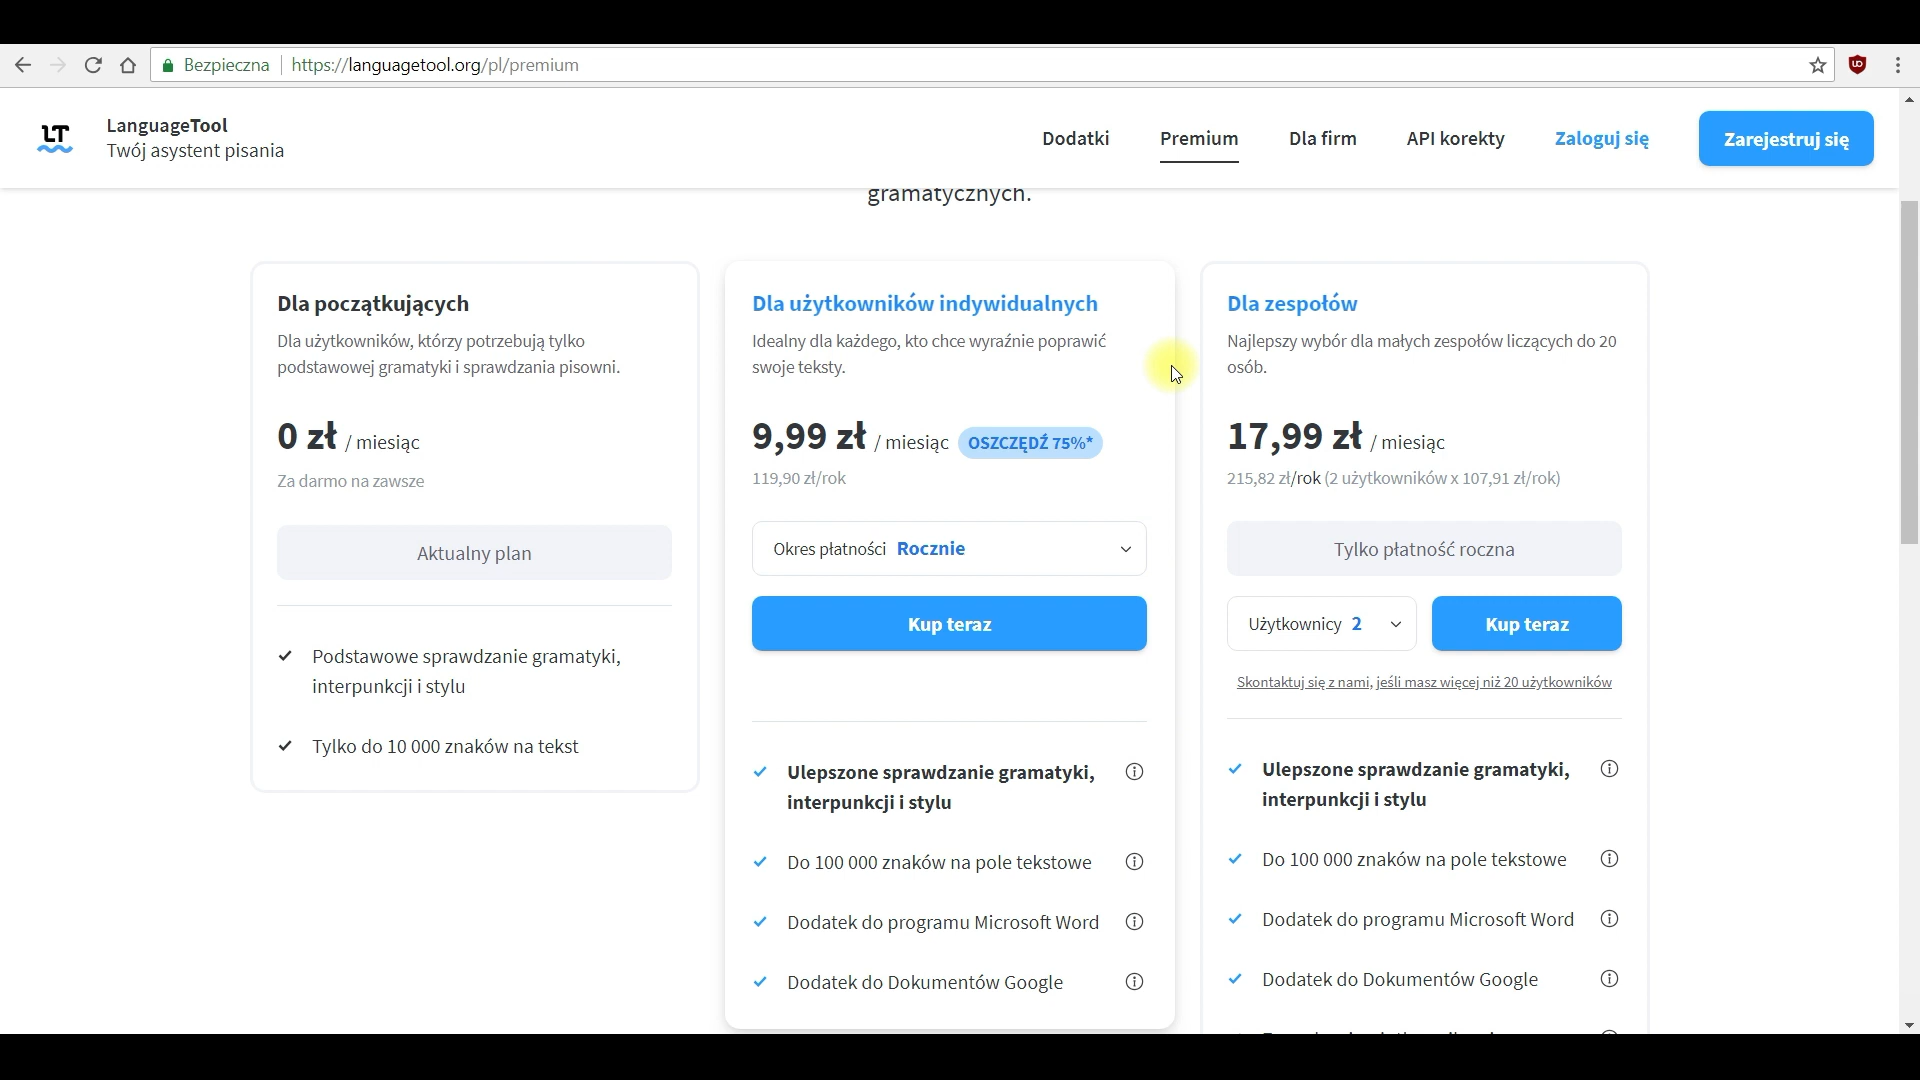 Bezpieczna https://languagetool.org/pl/premium
LanguageTool
Twój asystent pisania
Dodatki
Premium
Dla firm
API korekty
Zaloguj się
Zarejestruj się
gramatycznych.
Dla początkujących
Dla użytkowników, którzy potrzebują tylko
podstawowej gramatyki i sprawdzania pisowni.
0 zł / miesiąc
Za darmo na zawsze
Aktualny plan
Podstawowe sprawdzanie gramatyki,
interpunkcji i stylu
Tylko do 10 000 znaków na tekst
Dla użytkowników indywidualnych
Idealny dla każdego, kto chce wyraźnie poprawić
swoje teksty.
9,99 zł / miesiąc OSZCZĘDŹ 75%*
119,90 zł/rok
Okres płatności Rocznie
Kup teraz
Ulepszone sprawdzanie gramatyki,
interpunkcji i stylu
Do 100 000 znaków na pole tekstowe
Dodatek do programu Microsoft Word
Dodatek do Dokumentów Google
Dla zespołów
Najlepszy wybór dla małych zespołów liczących do 20
osób.
17,99 zł / miesiąc
215,82 zł/rok (2 użytkowników x 107,91 zł/rok)
Tylko płatność roczna
Użytkownicy 2
Kup teraz
Skontaktuj się z nami, jeśli masz więcej niż 20 użytkowników
Ulepszone sprawdzanie gramatyki,
interpunkcji i stylu
Do 100 000 znaków na pole tekstowe
Dodatek do programu Microsoft Word
Dodatek do Dokumentów Google